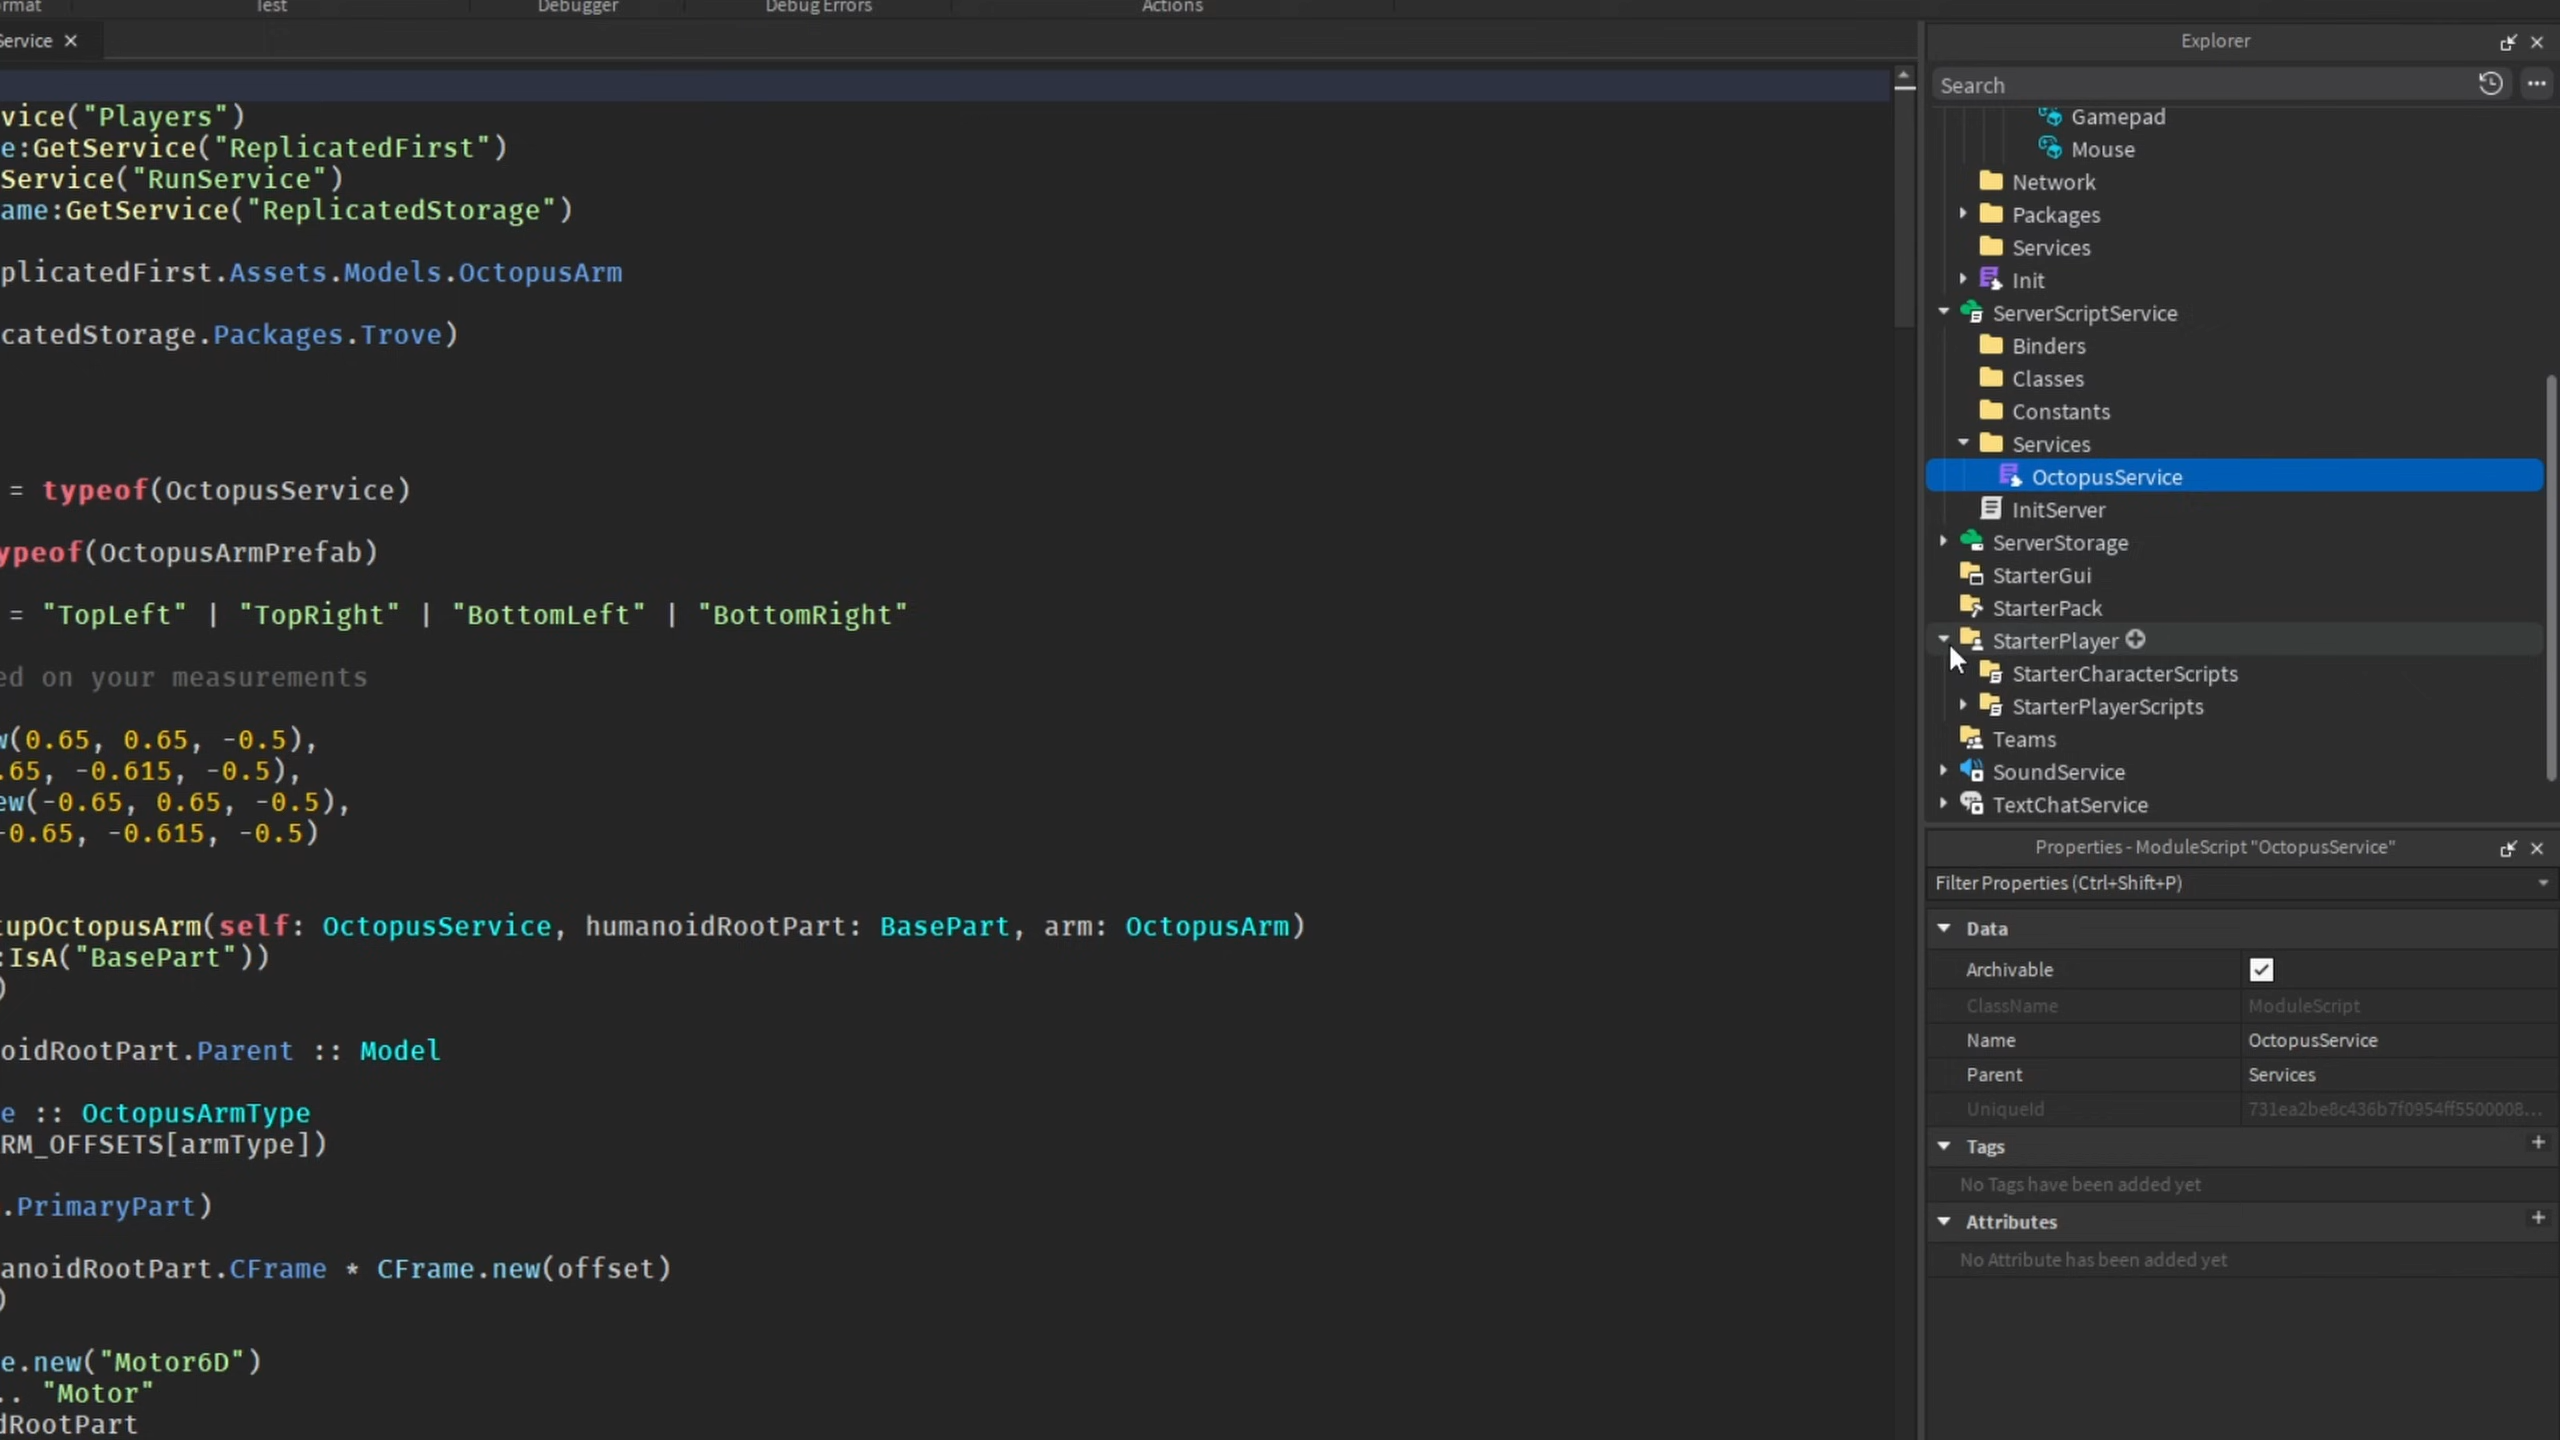 rmat
Test
Debugger
Debug Errors
Actions
Service
vice("Players")
e:GetService("ReplicatedFirst")
Service("RunService")
ame:GetService("ReplicatedStorage")
plicatedFirst.Assets.Models.OctopusArm
catedStorage.Packages.Trove)
= typeof(OctopusService)
ypeof(OctopusArmPrefab)
= "TopLeft" | "TopRight" | "BottomLeft" | "BottomRight"
ed on your measurements
w(0.65, 0.65, -0.5),
.65, -0.615, -0.5),
ew(-0.65, 0.65, -0.5),
-0.65, -0.615, -0.5)
tupOctopusArm(self: OctopusService, humanoidRootPart: BasePart, arm: OctopusArm)
:IsA("BasePart"))
)
oidRootPart.Parent :: Model
e :: OctopusArmType
RM_OFFSETS[armType])
.PrimaryPart)
anoidRootPart.CFrame * CFrame.new(offset)
)
e.new("Motor6D")
.. "Motor"
dRootPart
Explorer
Search
Gamepad
Mouse
Network
Packages
Services
Init
ServerScriptService
Binders
Classes
Constants
Services
OctopusService
InitServer
ServerStorage
StarterGui
StarterPack
StarterPlayer
StarterCharacterScripts
StarterPlayerScripts
Teams
SoundService
TextChatService
Properties - ModuleScript "OctopusService"
Filter Properties (Ctrl+Shift+P)
Data
Archivable
ClassName ModuleScript
Name OctopusService
Parent Services
UniqueId 731ea2be8c436b7f0954ff5500008...
Tags
No Tags have been added yet
Attributes
No Attribute has been added yet